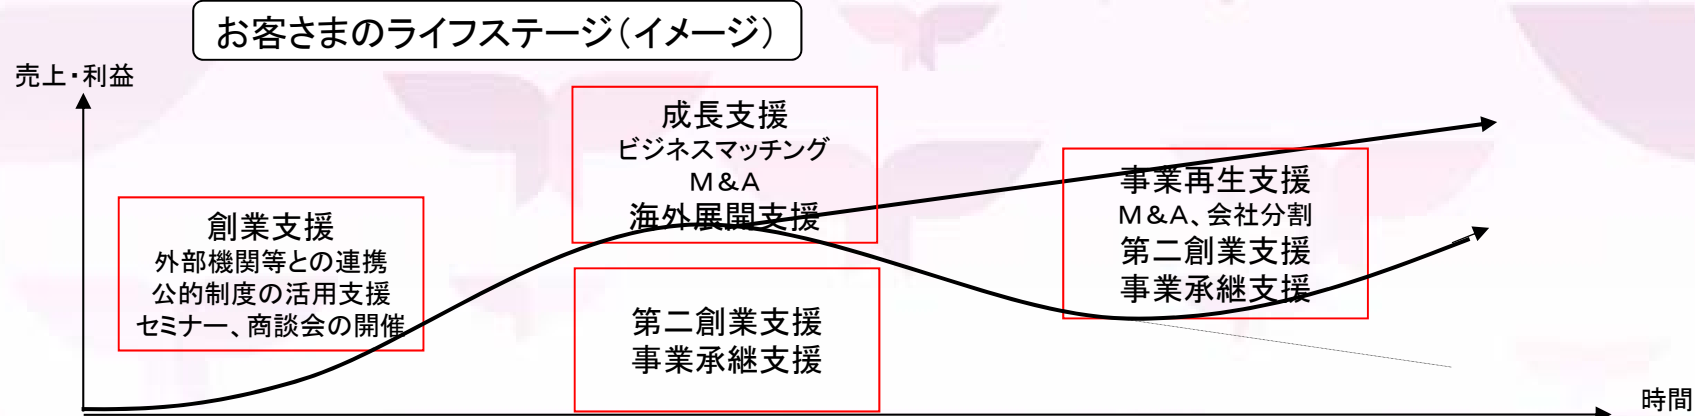 お客さまのライフステージ（イメージ）
売上・利益
創業支援
外部機関等との連携
公的制度の活用支援
セミナー、商談会の開催
成長支援
ビジネスマッチング
M＆A
海外展開支援
第二創業支援
事業承継支援
事業再生支援
M＆A、会社分割
第二創業支援
事業承継支援
時間